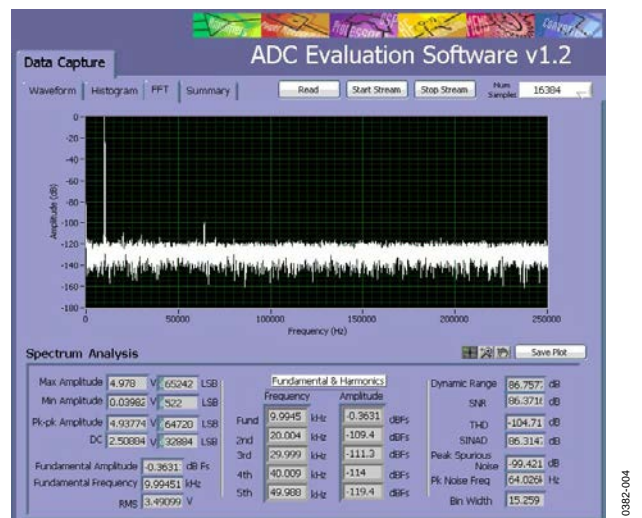 ADC Evaluation Software v1.2
Data Capture
Waveform Histogram FFT Summary Read Start Stream Stop Stream Num Samples 16384
Amplitude (dB)
0
-20
-40
-60
-80
-100
-120
-140
-160
-180
0 50000 100000 150000 200000 250000
Frequency (Hz)
Spectrum Analysis Save Plot
Max Amplitude 4.978 V 65242 LSB
Min Amplitude 0.03982 V 522 LSB
Pk-pk Amplitude 4.93774 V 64720 LSB
DC 2.50884 V 32884 LSB
Fundamental Amplitude -0.3631 dB Fs
Fundamental Frequency 9.99451 kHz
RMS 3.49099 V
Fundamental & Harmonics
Frequency Amplitude
Fund 9.9945 kHz -0.3631 dBFs
2nd 20.004 kHz -109.4 dBFs
3rd 29.999 kHz -111.3 dBFs
4th 40.009 kHz -114 dBFs
5th 49.988 kHz -119.4 dBFs
Dynamic Range 86.757 dB
SNR 86.371 dB
THD -104.71 dB
SINAD 86.314 dB
Peak Spurious Noise -99.421 dB
Pk Noise Freq 64.026k Hz
Bin Width 15.259
0382-004